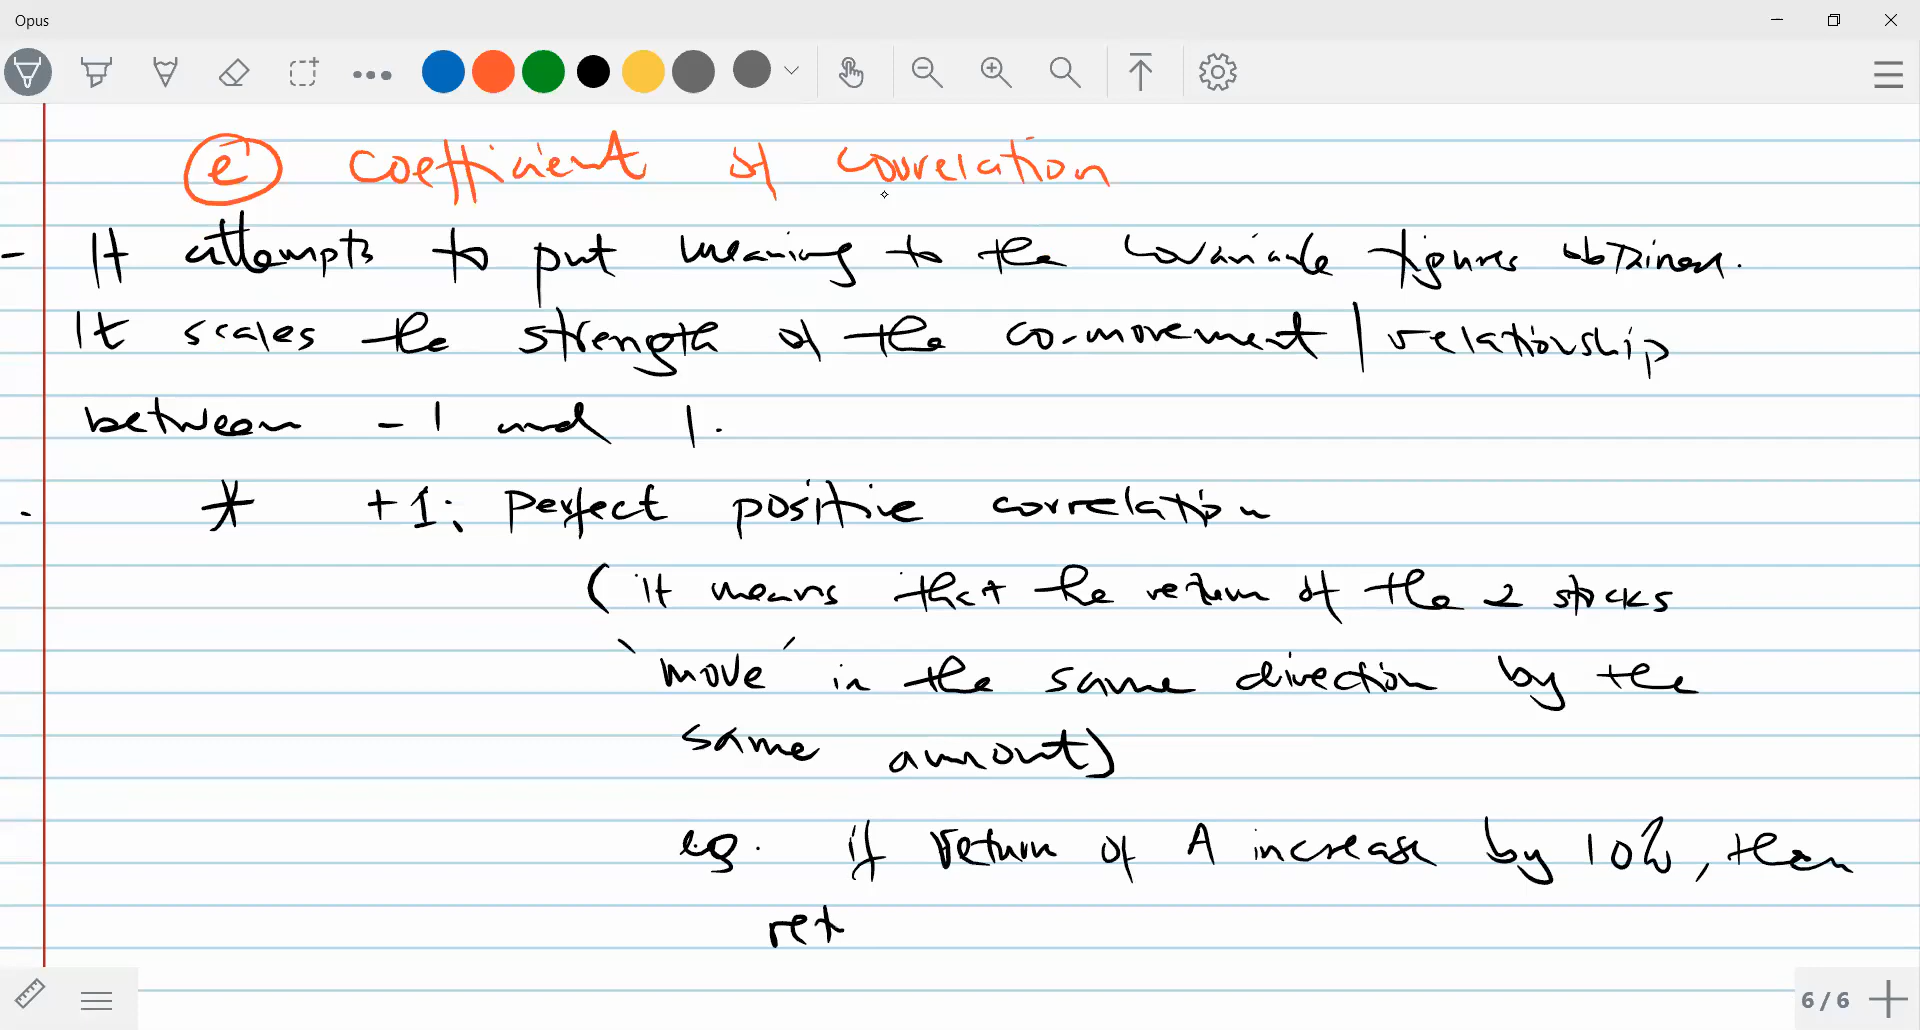 Opus
e coefficient of correlation
- It attempts to put meaning to the covariance figures obtained.
It scales the strength of the co-movement / relationship
between -1 and 1.
* +1: perfect positive correlation
(it means that the return of the 2 stocks
`move´ in the same direction by the
same amount)
eg. if return of A increase by 10%, then
ret
6 / 6